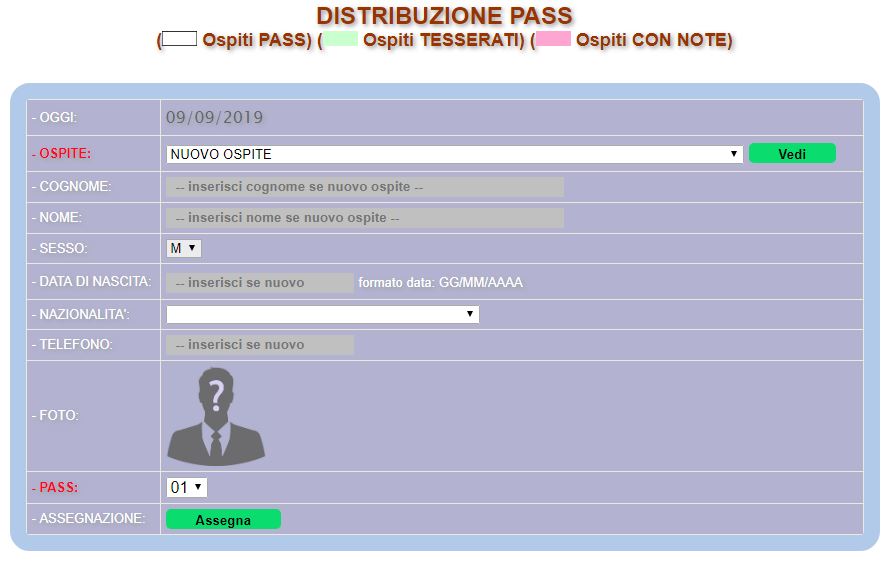 DISTRIBUZIONE PASS
( Ospiti PASS) ( Ospiti TESSERATI) ( Ospiti CON NOTE)
- OGGI: 09/09/2019
- OSPITE: NUOVO OSPITE Vedi
- COGNOME: -- inserisci cognome se nuovo ospite --
- NOME: -- inserisci nome se nuovo ospite --
- SESSO: M
- DATA DI NASCITA: -- inserisci se nuovo formato data: GG/MM/AAAA
- NAZIONALITA':
- TELEFONO: -- inserisci se nuovo
- FOTO: ?
- PASS: 01
- ASSEGNAZIONE: Assegna